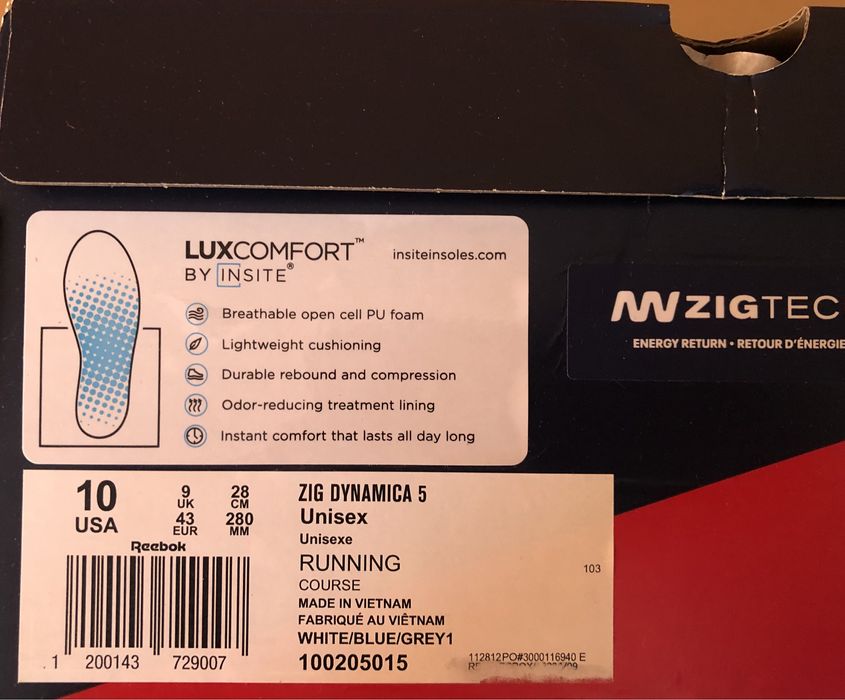 LUXCOMFORT™
BY INSITE®
insiteinsoles.com
Breathable open cell PU foam
Lightweight cushioning
Durable rebound and compression
Odor-reducing treatment lining
Instant comfort that lasts all day long
ZIGTEC
ENERGY RETURN • RETOUR D'ÉNERGIE
10
USA
9
UK
43
EUR
28
CM
280
MM
Reebok
1 200143 729007
ZIG DYNAMICA 5
Unisex
Unisexe
RUNNING
COURSE
MADE IN VIETNAM
FABRIQUÉ AU VIÊTNAM
WHITE/BLUE/GREY1
100205015
103
112812PO#3000116940 E